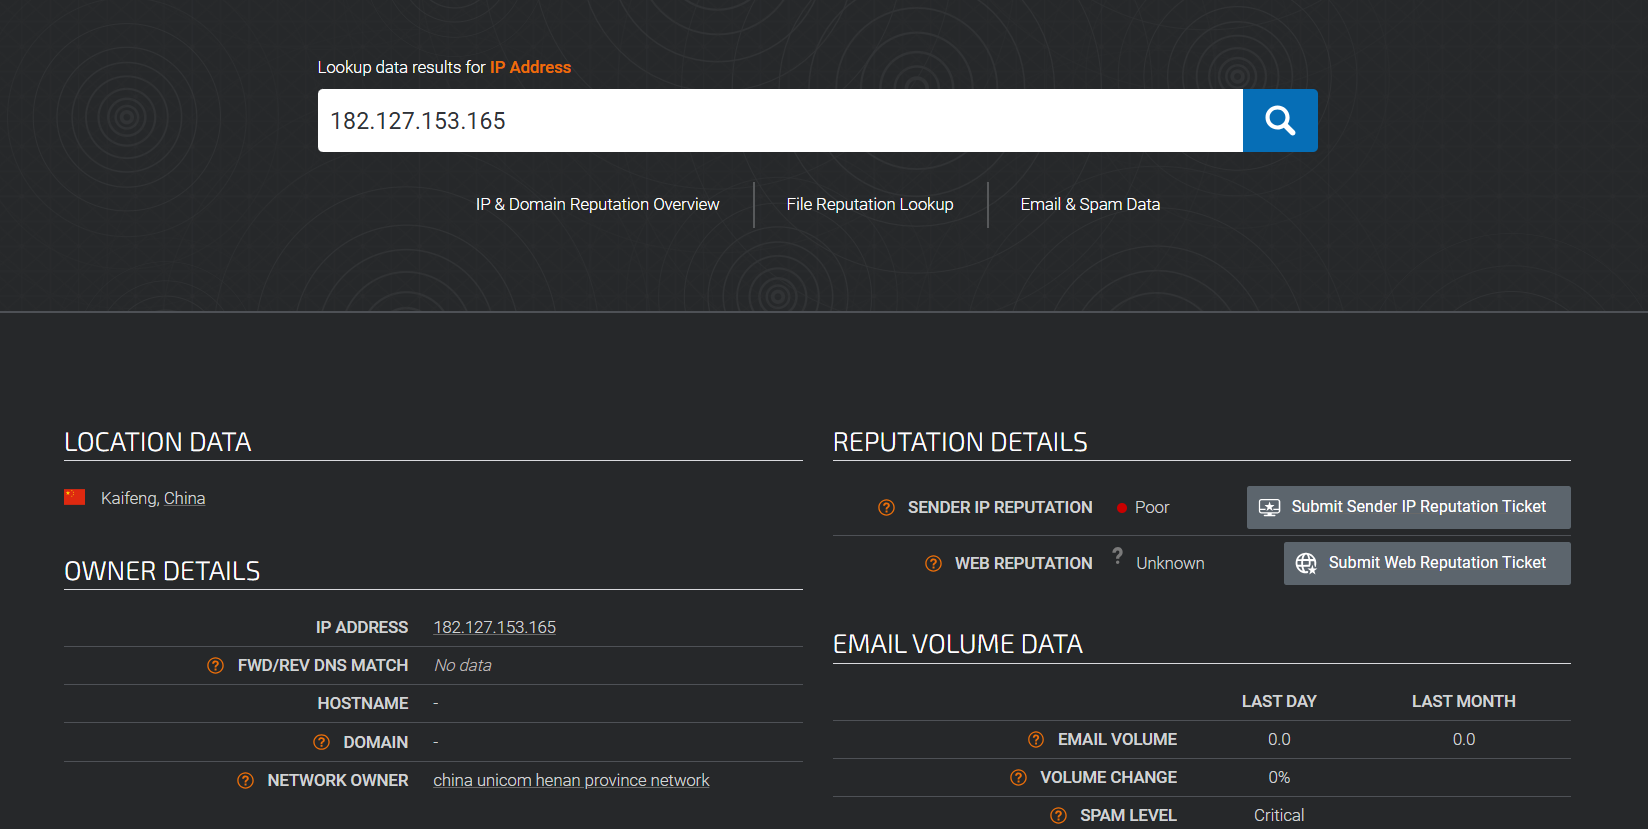 Lookup data results for IP Address
182.127.153.165
IP & Domain Reputation Overview
File Reputation Lookup
Email & Spam Data
LOCATION DATA
Kaifeng, China
OWNER DETAILS
IP ADDRESS 182.127.153.165
? FWD/REV DNS MATCH No data
HOSTNAME -
? DOMAIN -
? NETWORK OWNER china unicom henan province network
REPUTATION DETAILS
? SENDER IP REPUTATION Poor Submit Sender IP Reputation Ticket
? WEB REPUTATION ? Unknown Submit Web Reputation Ticket
EMAIL VOLUME DATA
LAST DAY LAST MONTH
? EMAIL VOLUME 0.0 0.0
? VOLUME CHANGE 0%
? SPAM LEVEL Critical